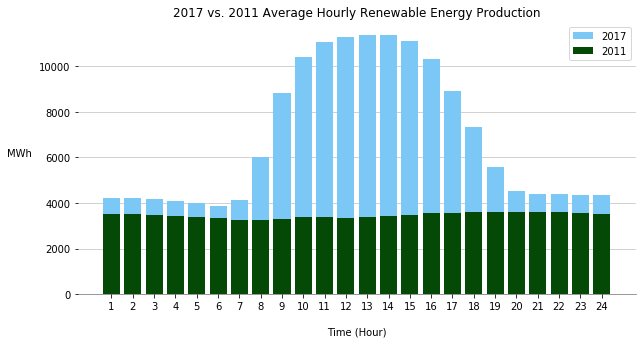 2017 vs. 2011 Average Hourly Renewable Energy Production
2017
2011
10000
8000
6000
MWh
4000
2000
0
1 2 3 4 5 6 7 8 9 10 11 12 13 14 15 16 17 18 19 20 21 22 23 24
Time (Hour)